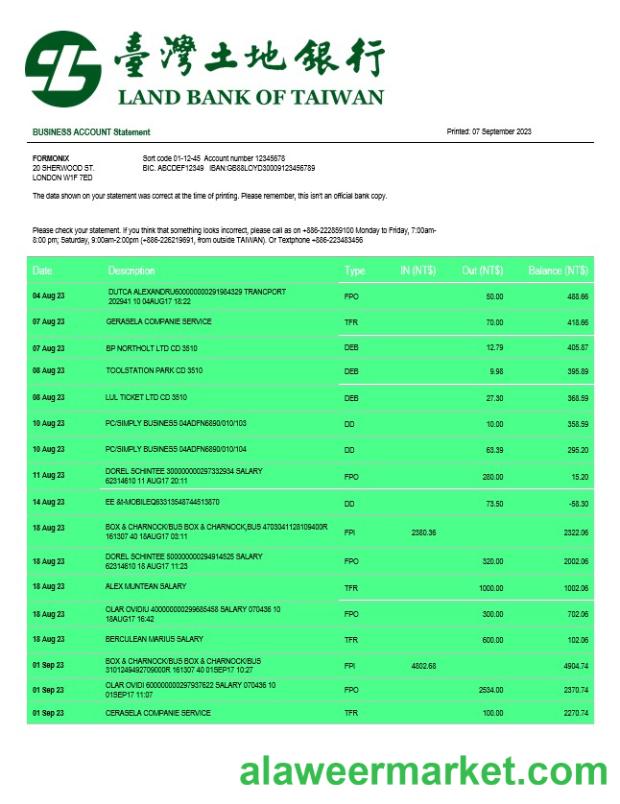 臺灣土地銀行
LAND BANK OF TAIWAN
BUSINESS ACCOUNT Statement
Printed: 07 September 2023
FORMONIX
Sort code 01-12-45 Account number 12345678
20 SHERWOOD ST.
BIC. ABCDEF12349 IBAN:GB88LOYD30009123456789
LONDON W1F 7ED
The data shown on your statement was correct at the time of printing. Please remember, this isn't an official bank copy.
Please check your statement. If you think that something looks incorrect, please call as on +886-222859100 Monday to Friday, 7:00am-
8:00 pm; Saturday, 9:00am-2:00pm (+886-226219691, from outside TAIWAN). Or Textphone +886-223483456
Date Description Type IN (NT$) Out (NT$) Balance (NT$)
04 Aug 23 DUTCA ALEXANDRU600000000291984329 TRANCPORT FPO 50.00 488.66
202941 10 04AUG17 18:22
07 Aug 23 GERASELA COMPANIE SERVICE TFR 70.00 418.66
07 Aug 23 BP NORTHOLT LTD CD 3510 DEB 12.79 405.87
08 Aug 23 TOOLSTATION PARK CD 3510 DEB 9.98 395.89
08 Aug 23 LUL TICKET LTD CD 3510 DEB 27.30 368.59
10 Aug 23 PC/SIMPLY BUSINESS 04ADFN6890/010/103 DD 10.00 358.59
10 Aug 23 PC/SIMPLY BUSINESS 04ADFN6890/010/104 DD 63.39 295.20
11 Aug 23 DOREL SCHINTEE 300000000297332934 SALARY FPO 280.00 15.20
62314610 11 AUG17 20:11
14 Aug 23 EE &t-MOBILEQ63313548744513870 DD 73.50 -58.30
18 Aug 23 BOX & CHARNOCK/BUS BOX & CHARNOCK,BUS 4703041128109400R FPI 2380.36 2322.06
161307 40 18AUG17 03:11
18 Aug 23 DOREL SCHINTEE 500000000294914525 SALARY FPO 320.00 2002.06
62314610 18 AUG17 11:23
18 Aug 23 ALEX MUNTEAN SALARY TFR 1000.00 1002.06
18 Aug 23 OLAR OVIDIU 400000000299685458 SALARY 070436 10 FPO 300.00 702.06
18AUG17 16:42
18 Aug 23 BERCULEAN MARIUS SALARY TFR 600.00 102.06
01 Sep 23 BOX & CHARNOCK/BUS BOX & CHARNOCK/BUS FPI 4802.68 4904.74
3101249492709000R 161307 40 01SEP17 10:27
01 Sep 23 OLAR OVIDI 600000000297937622 SALARY 070436 10 FPO 2534.00 2370.74
01SEP17 11:07
01 Sep 23 CERASELA COMPANIE SERVICE TFR 100.00 2270.74
alaweermarket.com